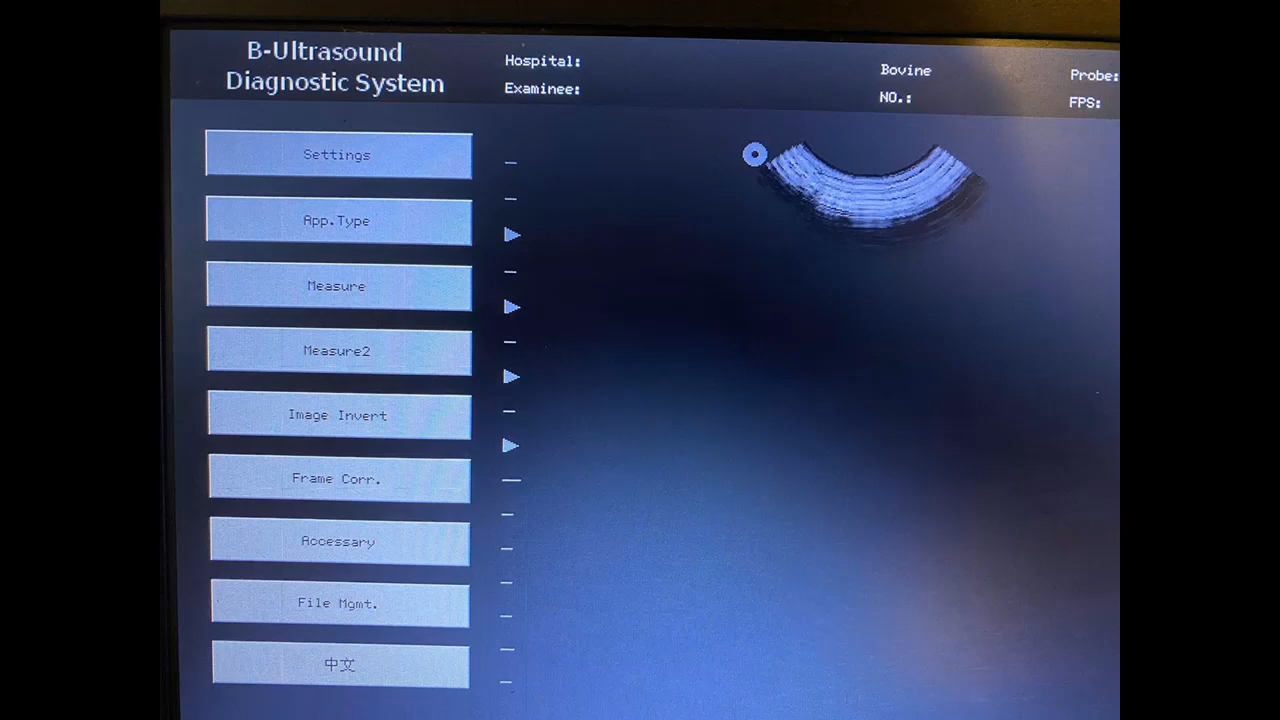 B-Ultrasound
Diagnostic System
Hospital:
Examinee:
Bovine
NO.:
Probe:
FPS:
Settings
App.Type
Measure
Measure2
Image Invert
Frame Corr.
Accessary
File Mgmt.
中文